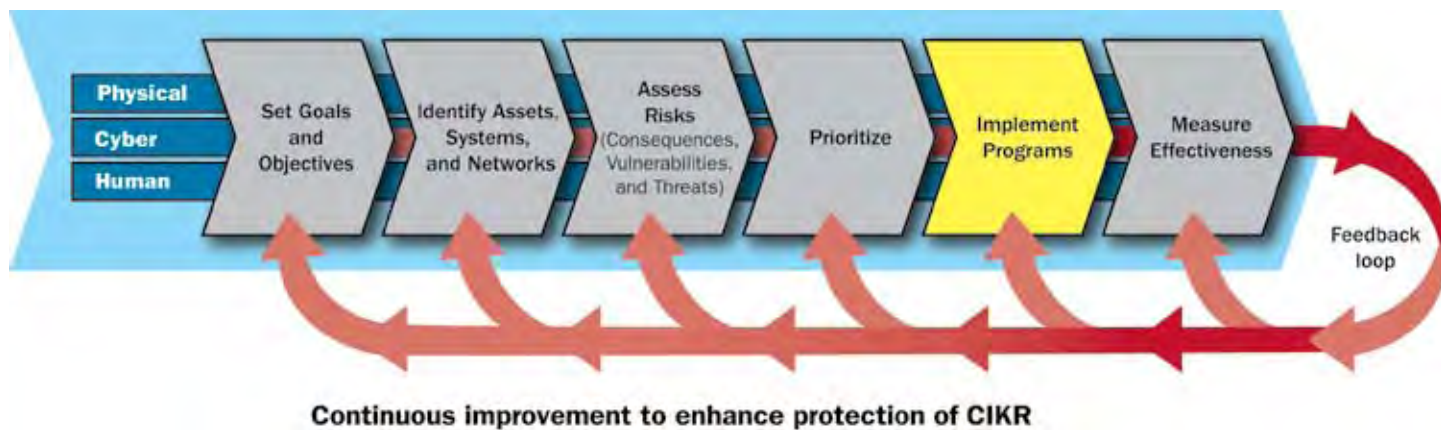 Physical
Cyber
Human
Set Goals
and
Objectives
Identify Assets,
Systems,
and Networks
Assess
Risks
(Consequences,
Vulnerabilities,
and Threats)
Prioritize
Implement
Programs
Measure
Effectiveness
Feedback
loop
Continuous improvement to enhance protection of CIKR